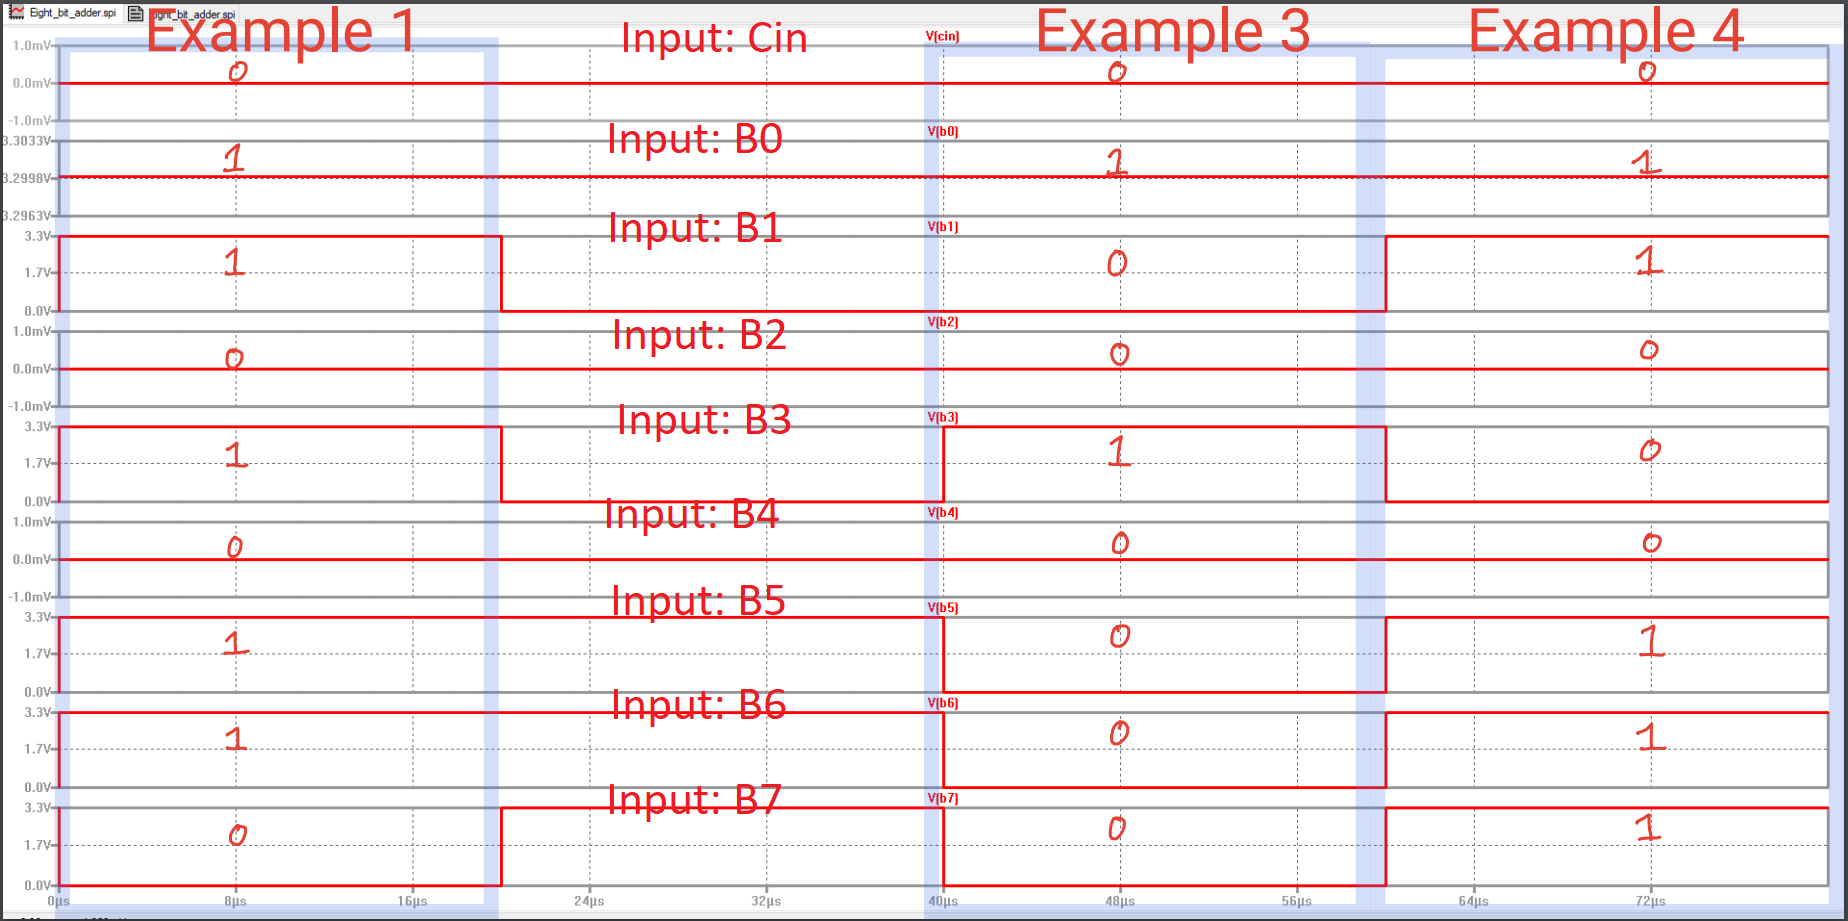 Eight_bit_adder.spi Eight_bit_adder.spi
Example 1 Input: Cin V(cin) Example 3 Example 4
1.0mV
0.0mV 0 0 0
-1.0mV
Input: B0 V(b0)
3.3033V
3.2998V 1 1 1
3.2963V
Input: B1 V(b1)
3.3V
1.7V 1 0 1
0.0V
Input: B2 V(b2)
1.0mV
0.0mV 0 0 0
-1.0mV
Input: B3 V(b3)
3.3V
1.7V 1 1 0
0.0V
Input: B4 V(b4)
1.0mV
0.0mV 0 0 0
-1.0mV
Input: B5 V(b5)
3.3V
1.7V 1 0 1
0.0V
Input: B6 V(b6)
3.3V
1.7V 1 0 1
0.0V
Input: B7 V(b7)
3.3V
1.7V 0 0 1
0.0V
0µs 8µs 16µs 24µs 32µs 40µs 48µs 56µs 64µs 72µs